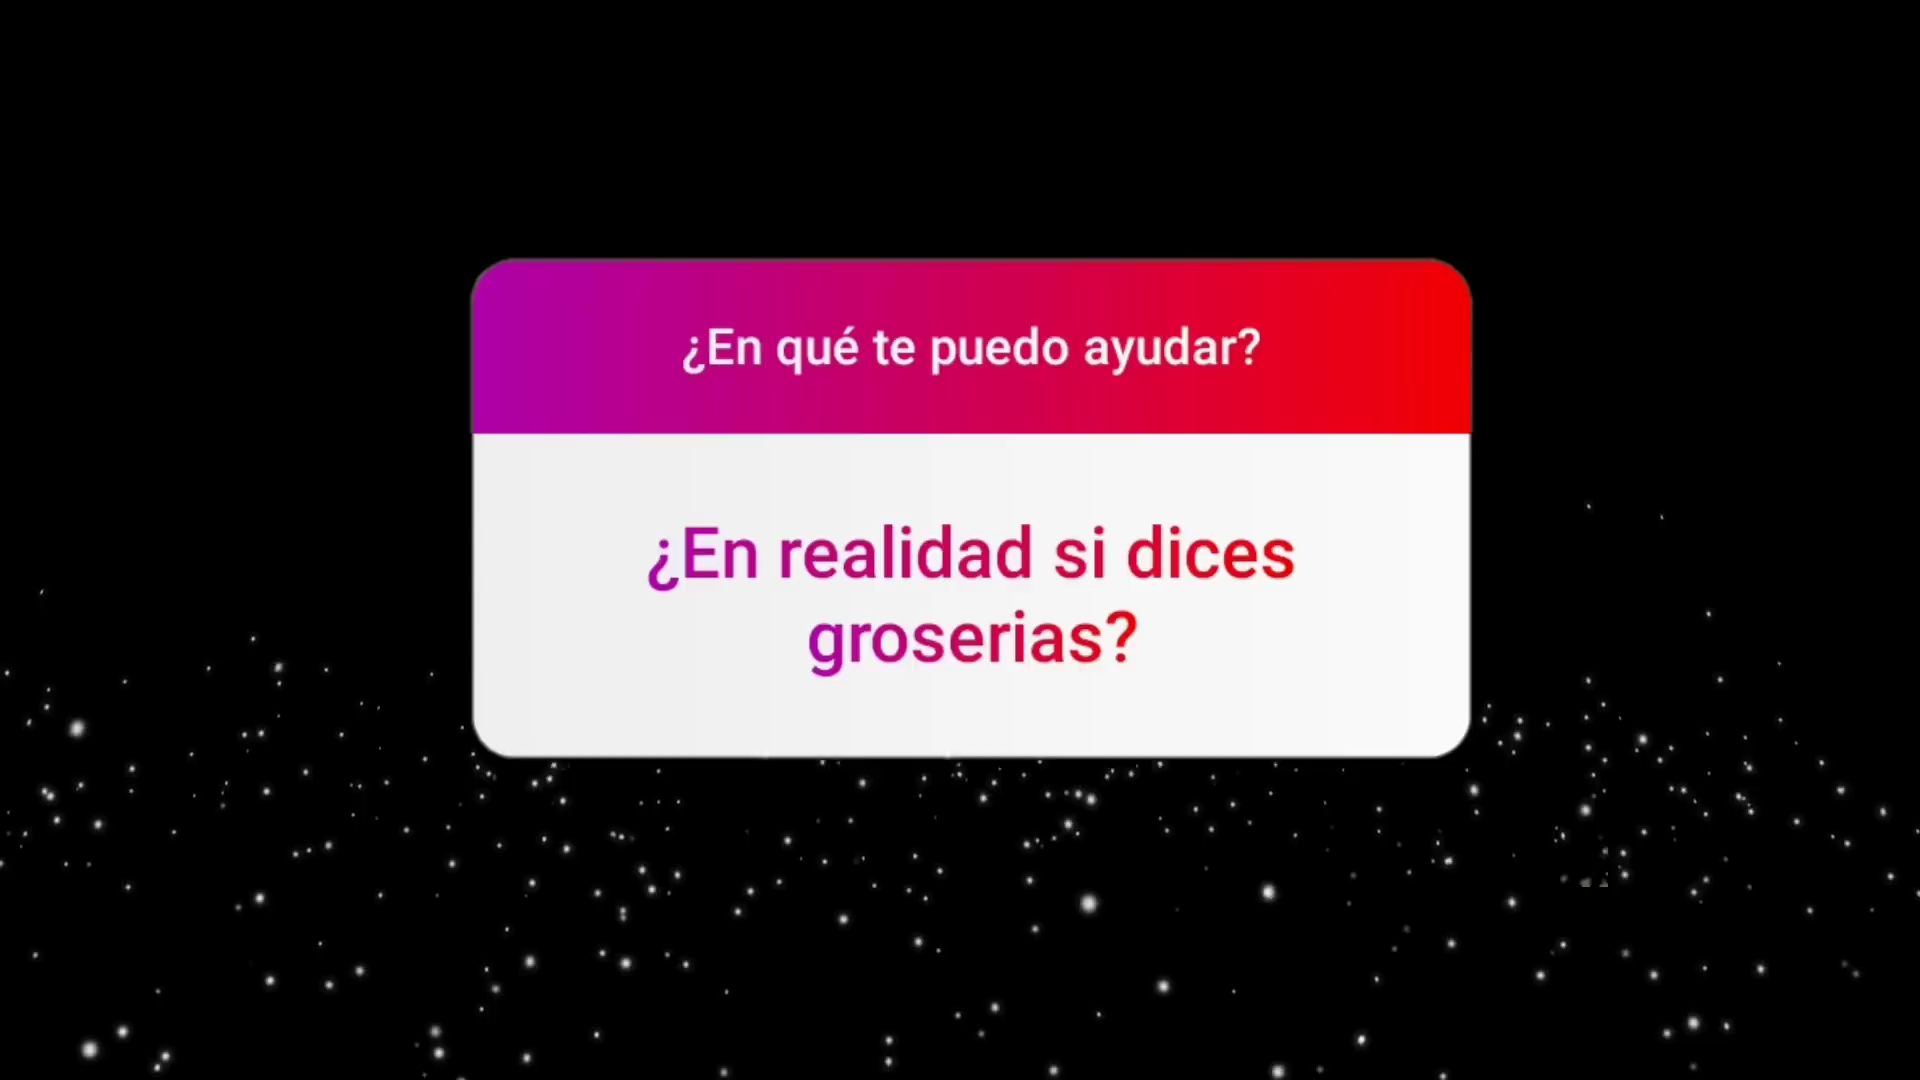 ¿En qué te puedo ayudar?
¿En realidad si dices
groserias?